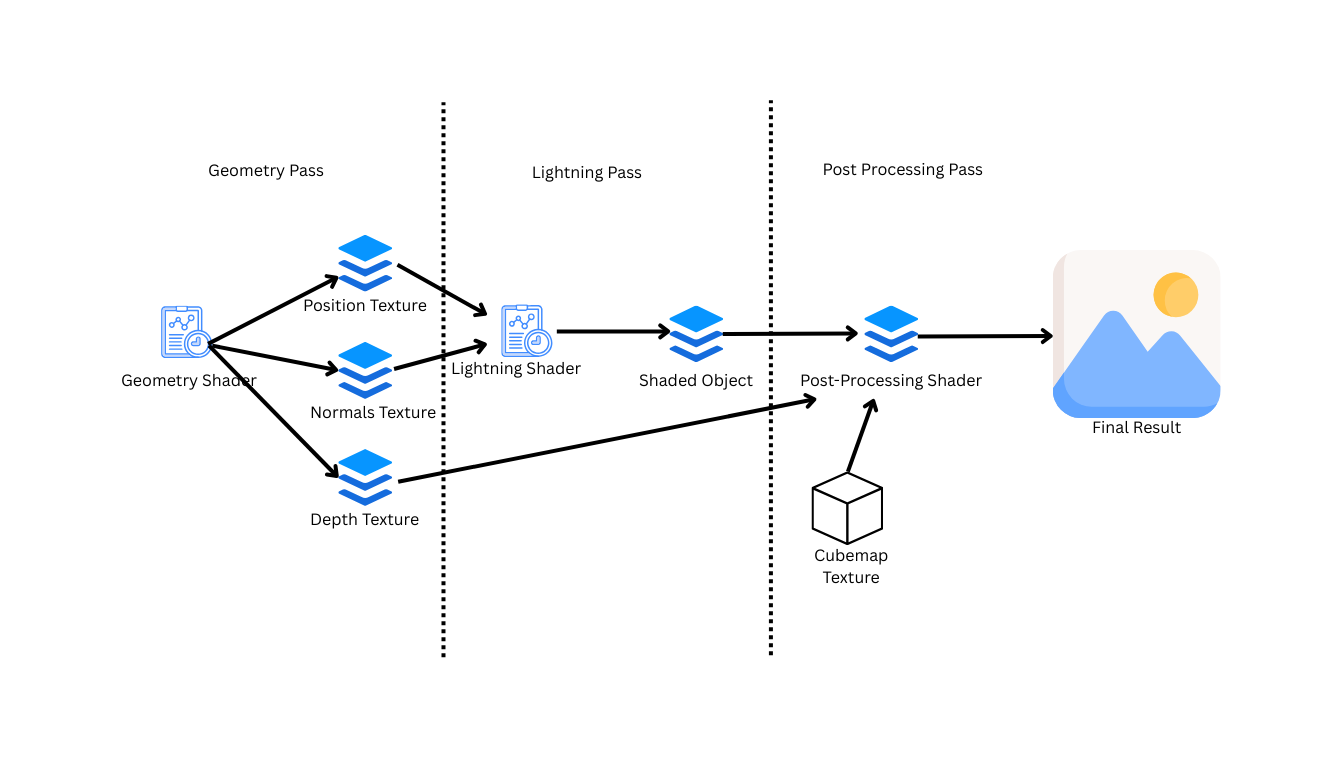 Geometry Pass
Lightning Pass
Post Processing Pass
Position Texture
Geometry Shader
Normals Texture
Depth Texture
Lightning Shader
Shaded Object
Post-Processing Shader
Cubemap
Texture
Final Result